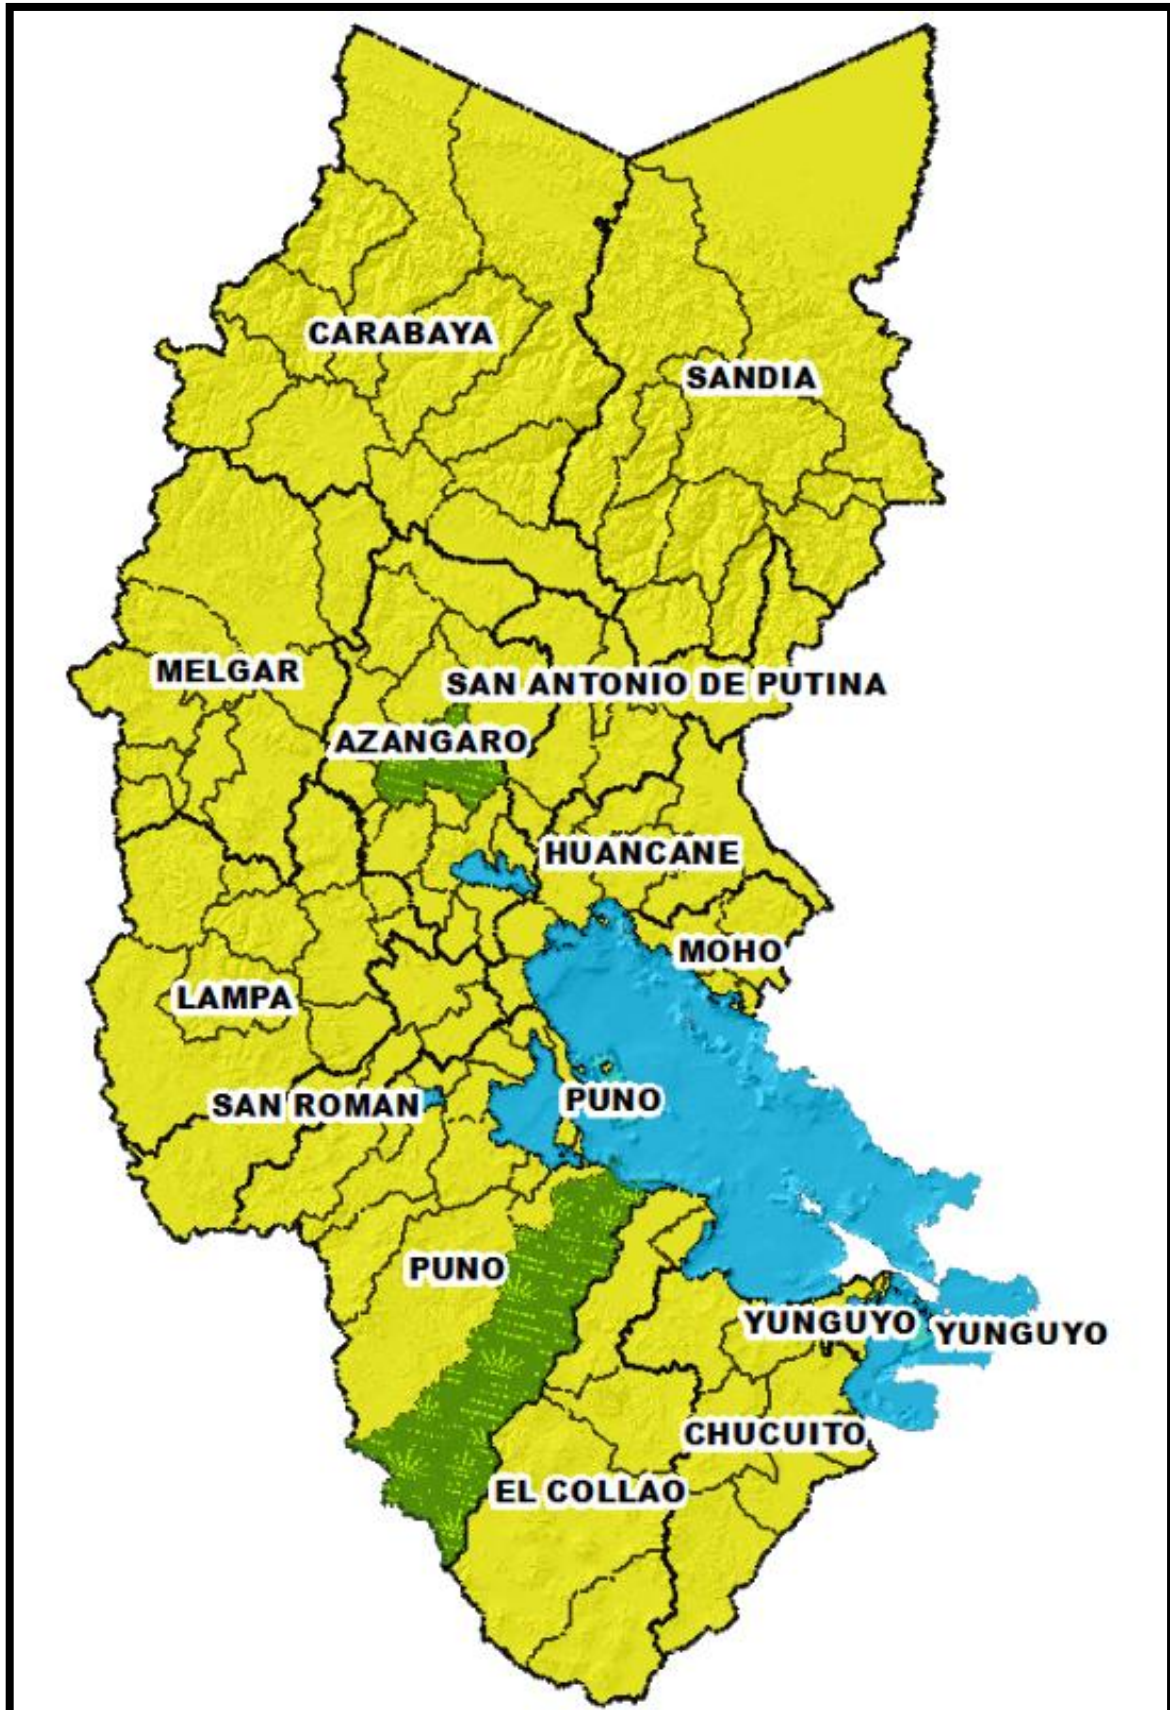 CARABAYA
SANDIA
MELGAR
SAN ANTONIO DE PUTINA
AZANGARO
HUANCANE
MOHO
LAMPA
SAN ROMAN
PUNO
PUNO
YUNGUYO
YUNGUYO
CHUCUITO
EL COLLAO